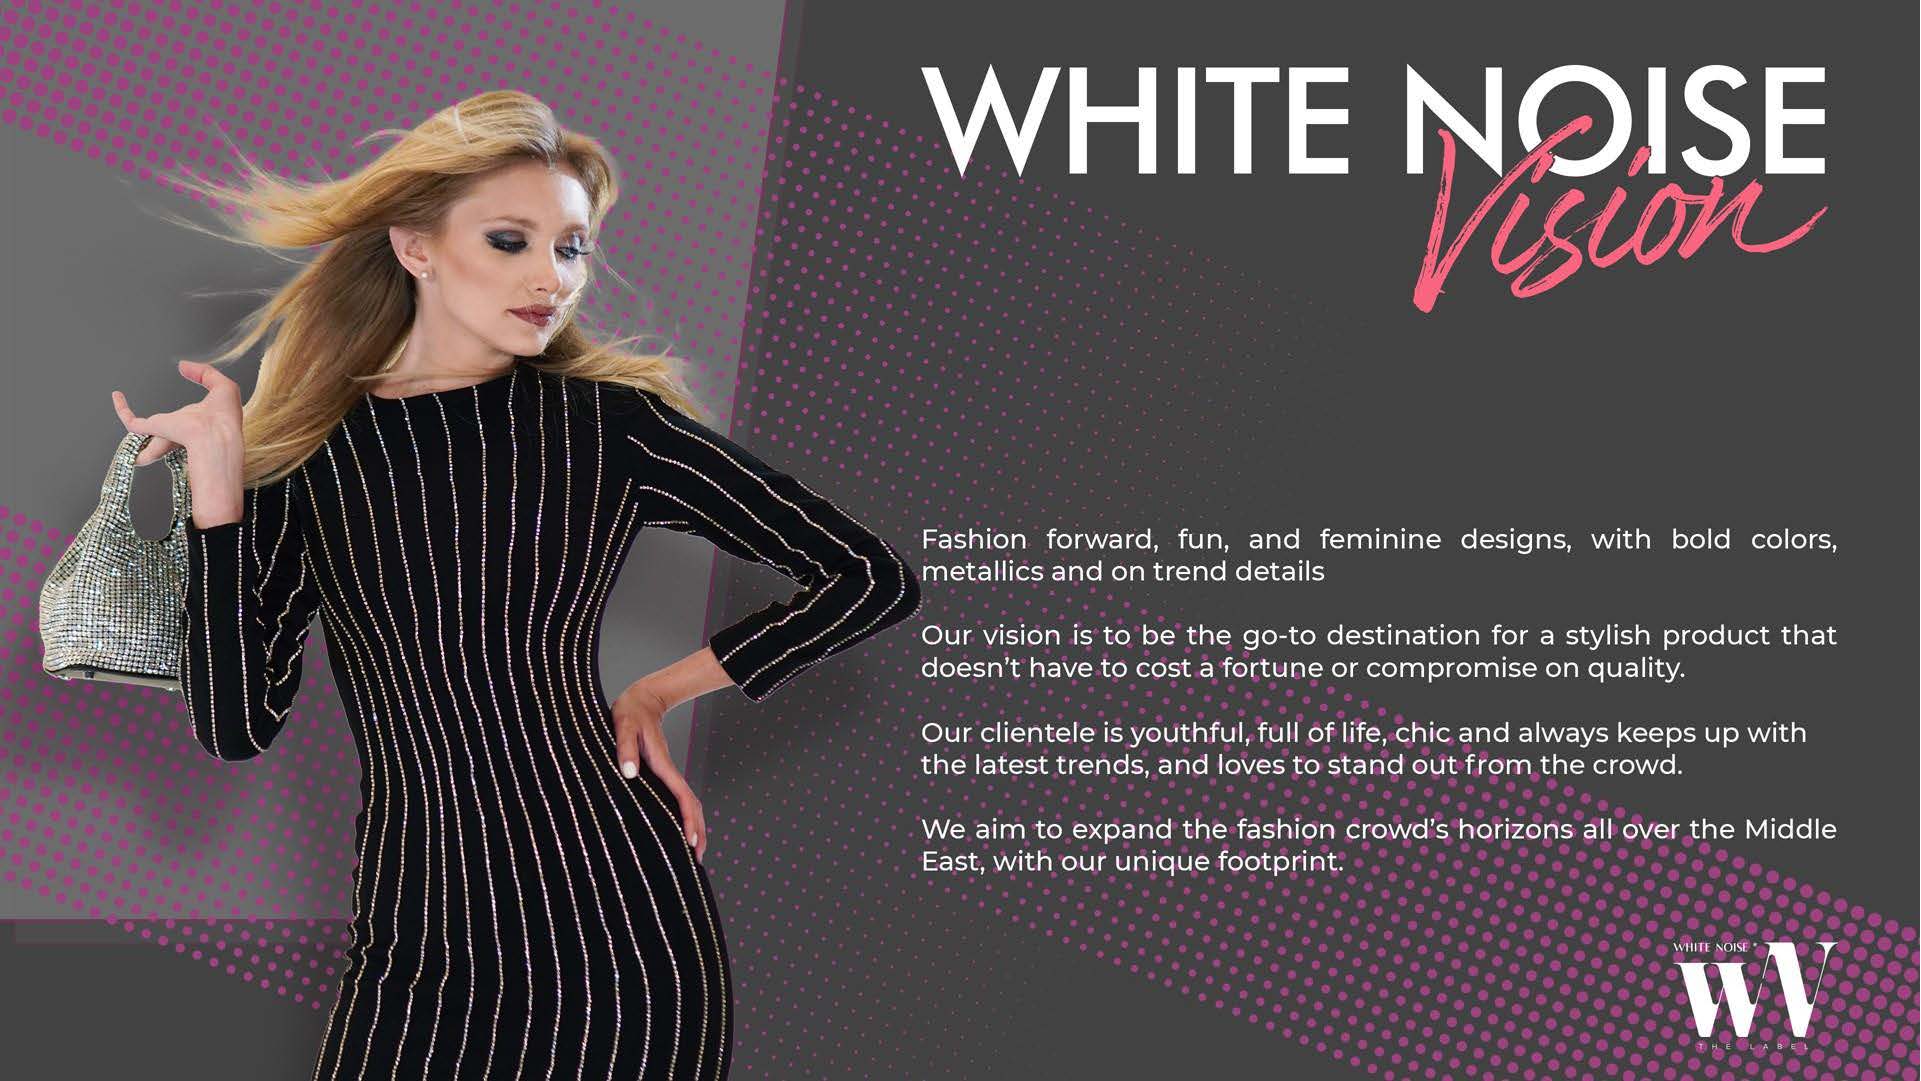 WHITE NOISE
Vision
Fashion forward, fun, and feminine designs, with bold colors,
metallics and on trend details
Our vision is to be the go-to destination for a stylish product that
doesn't have to cost a fortune or compromise on quality.
Our clientele is youthful, full of life, chic and always keeps up with
the latest trends, and loves to stand out from the crowd.
We aim to expand the fashion crowd's horizons all over the Middle
East, with our unique footprint.
WHITE NOISE
WN
THE LABEL